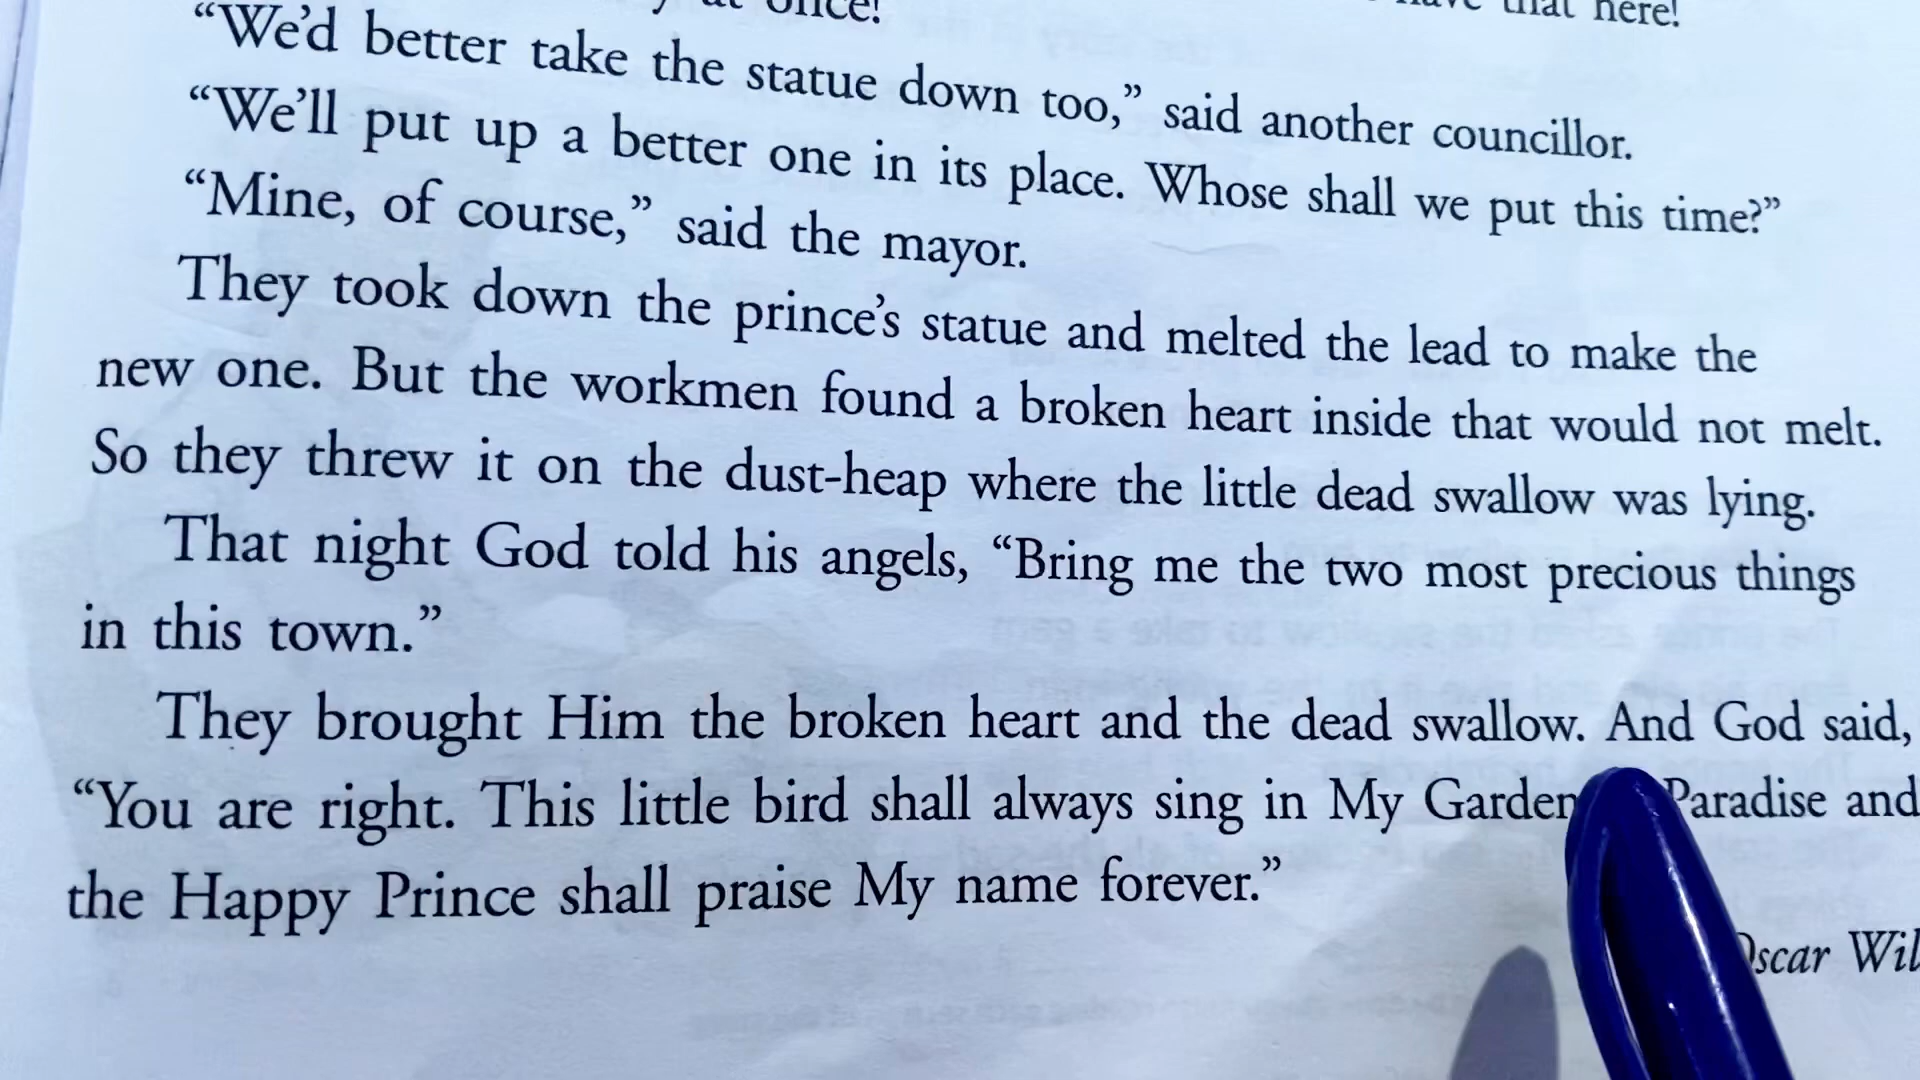 at once!
that here!
“We’d better take the statue down too,” said another councillor.
“We’ll put up a better one in its place. Whose shall we put this time?”
“Mine, of course,” said the mayor.
They took down the prince’s statue and melted the lead to make the
new one. But the workmen found a broken heart inside that would not melt.
So they threw it on the dust-heap where the little dead swallow was lying.
That night God told his angels, “Bring me the two most precious things
in this town.”
They brought Him the broken heart and the dead swallow. And God said,
“You are right. This little bird shall always sing in My Garden Paradise and
the Happy Prince shall praise My name forever.”
Oscar Wil